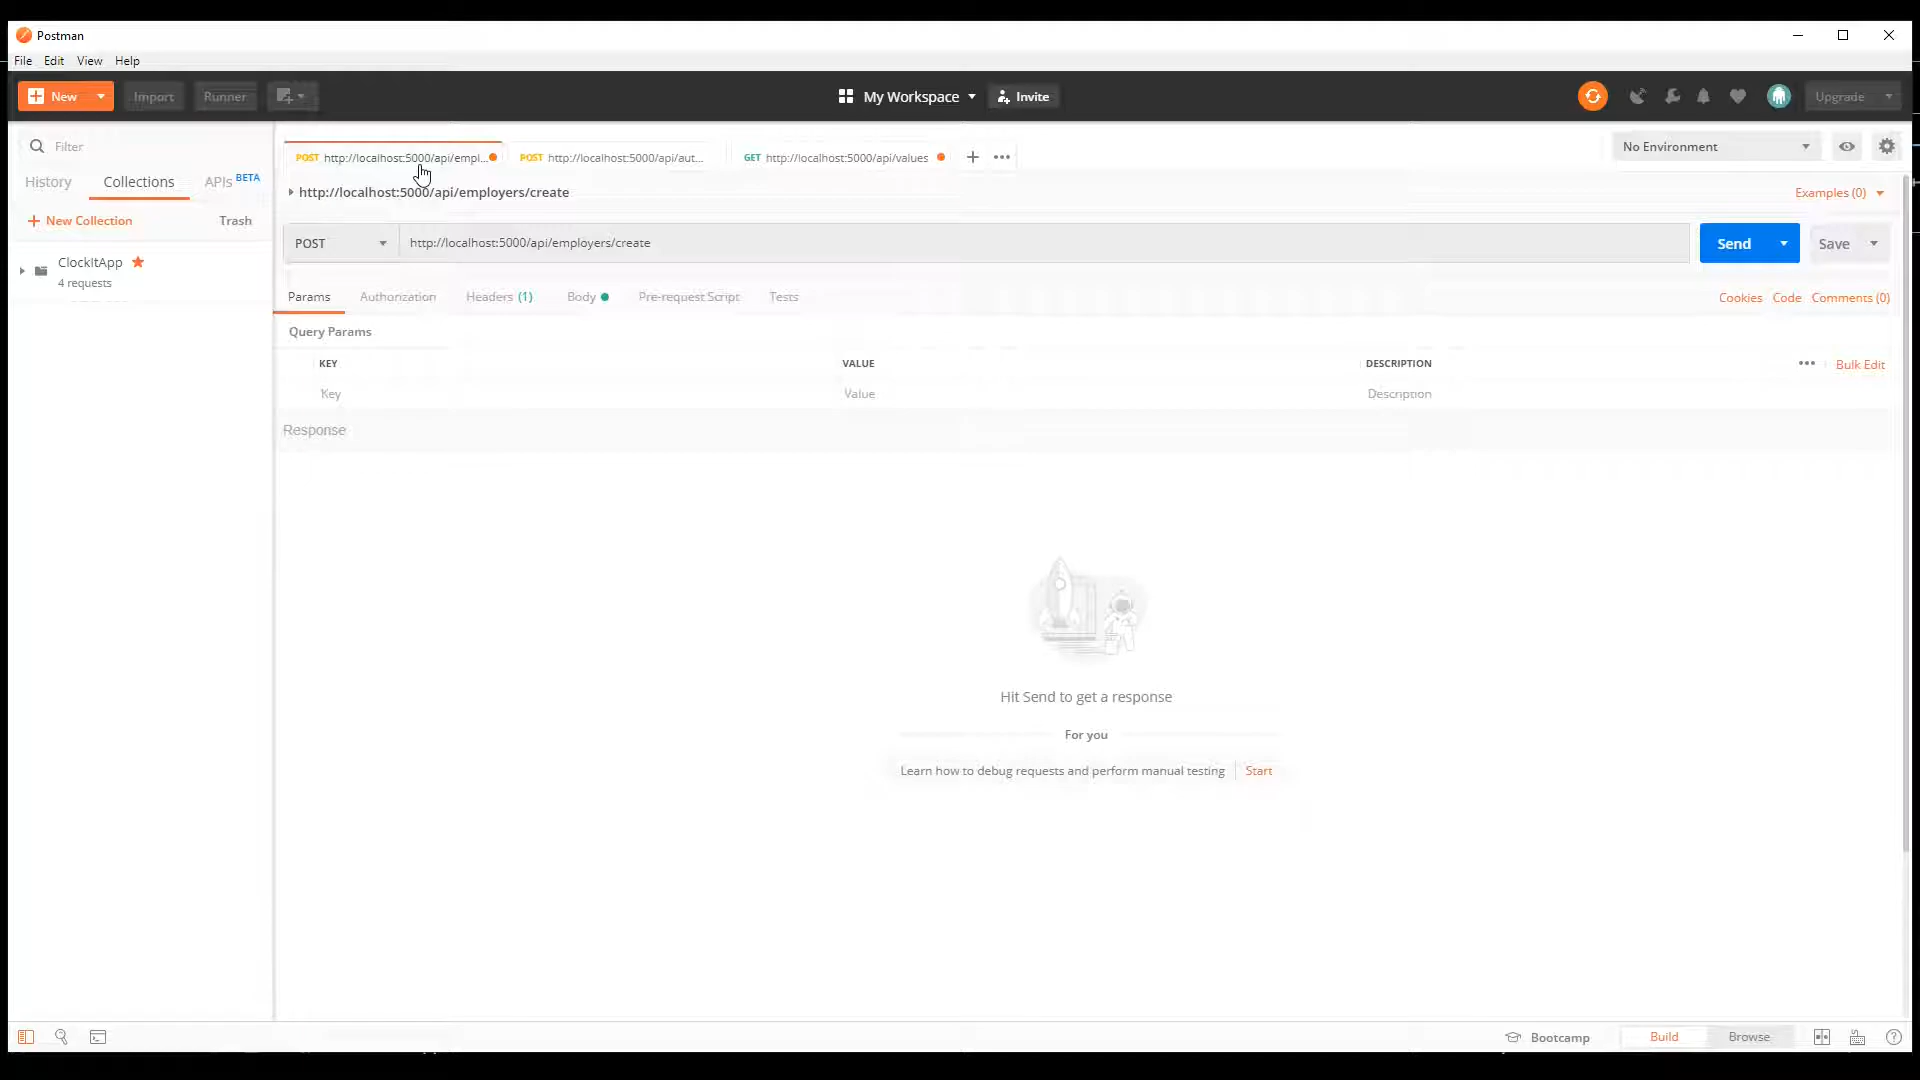 Postman
File Edit View Help
New Import Runner My Workspace Invite Upgrade
Filter
History Collections APIs BETA
New Collection Trash
ClockItApp
4 requests
POST http://localhost:5000/api/empl... POST http://localhost:5000/api/aut... GET http://localhost:5000/api/values No Environment
http://localhost:5000/api/employers/create Examples (0)
POST http://localhost:5000/api/employers/create Send Save
Params Authorization Headers (1) Body Pre-request Script Tests Cookies Code Comments (0)
Query Params
KEY VALUE DESCRIPTION Bulk Edit
Key Value Description
Response
Hit Send to get a response
For you
Learn how to debug requests and perform manual testing Start
Bootcamp Build Browse